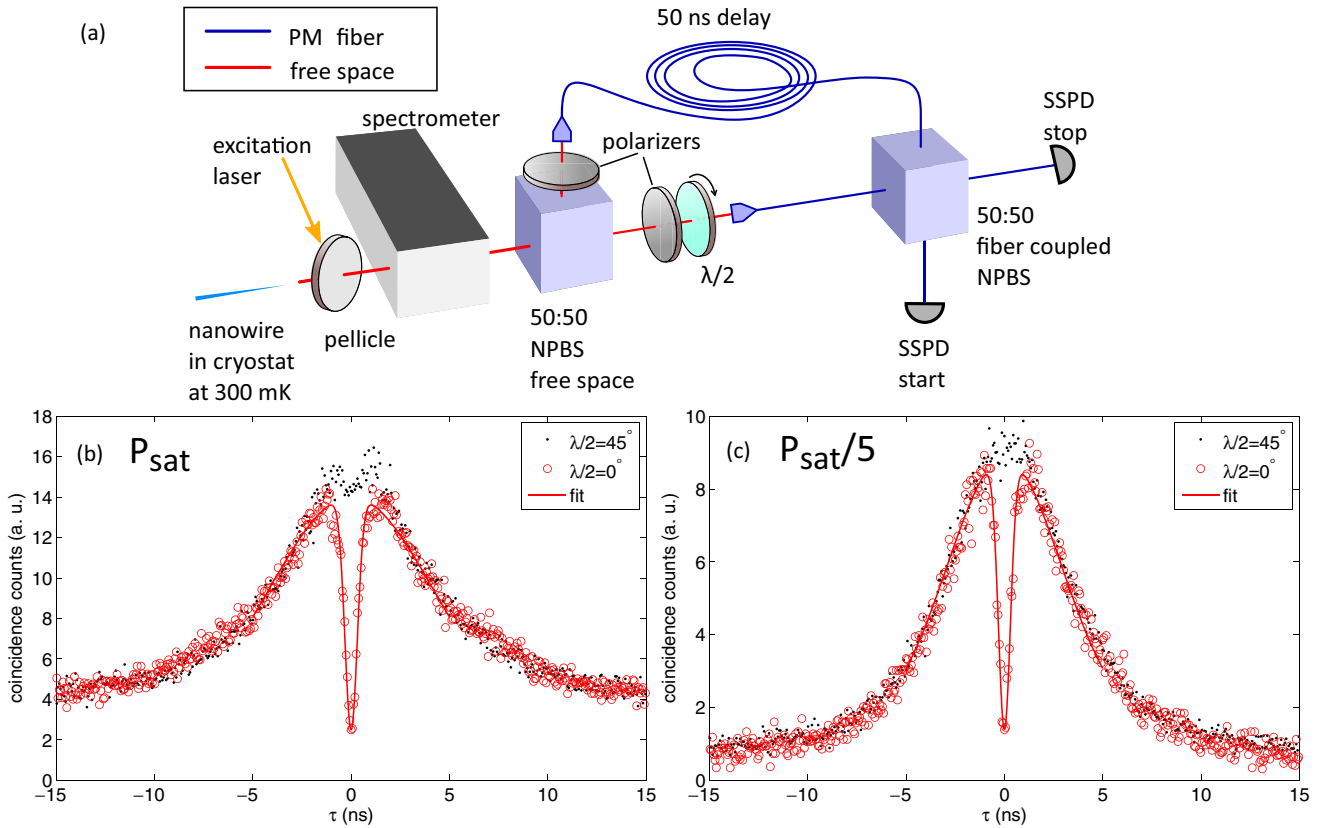 (a)
PM fiber
free space
50 ns delay
SSPD
stop
spectrometer
excitation
laser
polarizers
50:50
fiber coupled
NPBS
λ/2
nanowire
in cryostat
at 300 mK
pellicle
50:50
NPBS
free space
SSPD
start
(b) P_sat
λ/2=45°
λ/2=0°
fit
18
16
14
12
10
8
6
4
2
0
coincidence counts (a. u.)
−15 −10 −5 0 5 10 15
τ (ns)
(c) P_sat/5
λ/2=45°
λ/2=0°
fit
10
8
6
4
2
0
coincidence counts (a. u.)
−15 −10 −5 0 5 10 15
τ (ns)